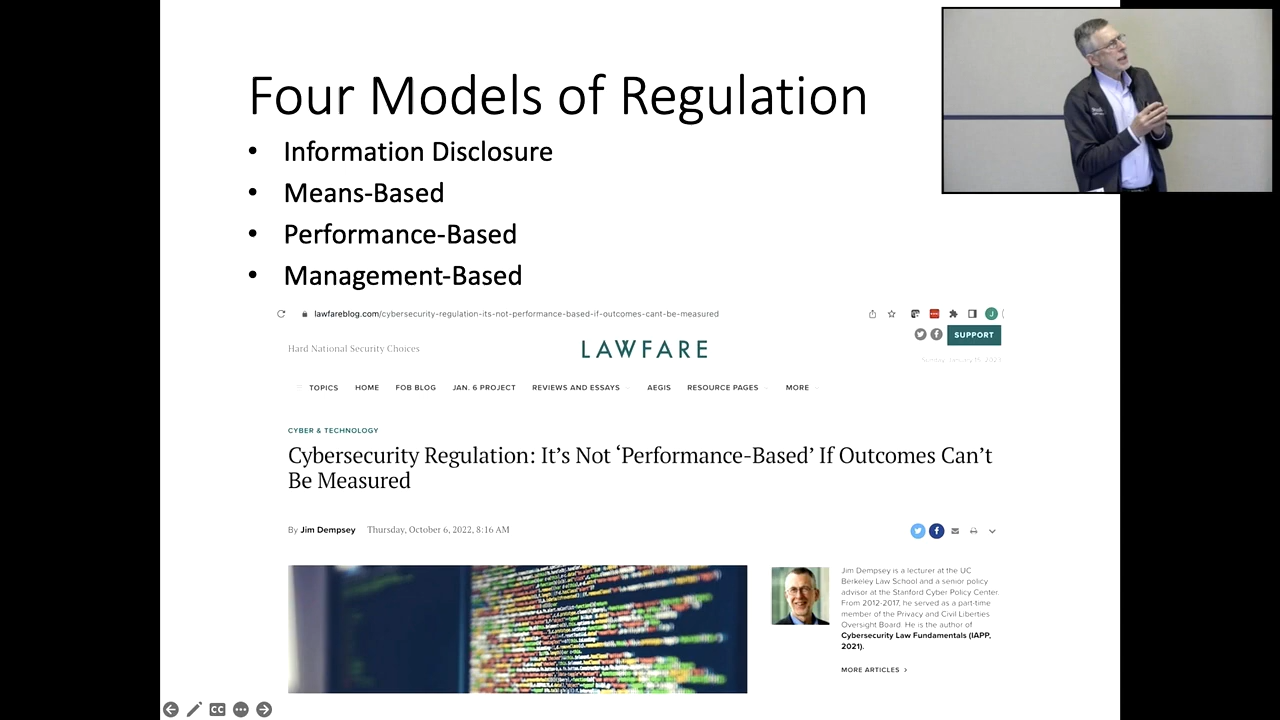 Four Models of Regulation
• Information Disclosure
• Means-Based
• Performance-Based
• Management-Based
lawfareblog.com/cybersecurity-regulation-its-not-performance-based-if-outcomes-cant-be-measured
J
Hard National Security Choices
LAWFARE
SUPPORT
Sunday, January 15, 2023
TOPICS HOME FOB BLOG JAN. 6 PROJECT REVIEWS AND ESSAYS AEGIS RESOURCE PAGES MORE
CYBER & TECHNOLOGY
Cybersecurity Regulation: It’s Not ‘Performance-Based’ If Outcomes Can’t
Be Measured
By Jim Dempsey Thursday, October 6, 2022, 8:16 AM
Jim Dempsey is a lecturer at the UC
Berkeley Law School and a senior policy
advisor at the Stanford Cyber Policy Center.
From 2012-2017, he served as a part-time
member of the Privacy and Civil Liberties
Oversight Board. He is the author of
Cybersecurity Law Fundamentals (IAPP,
2021).
MORE ARTICLES >
CC